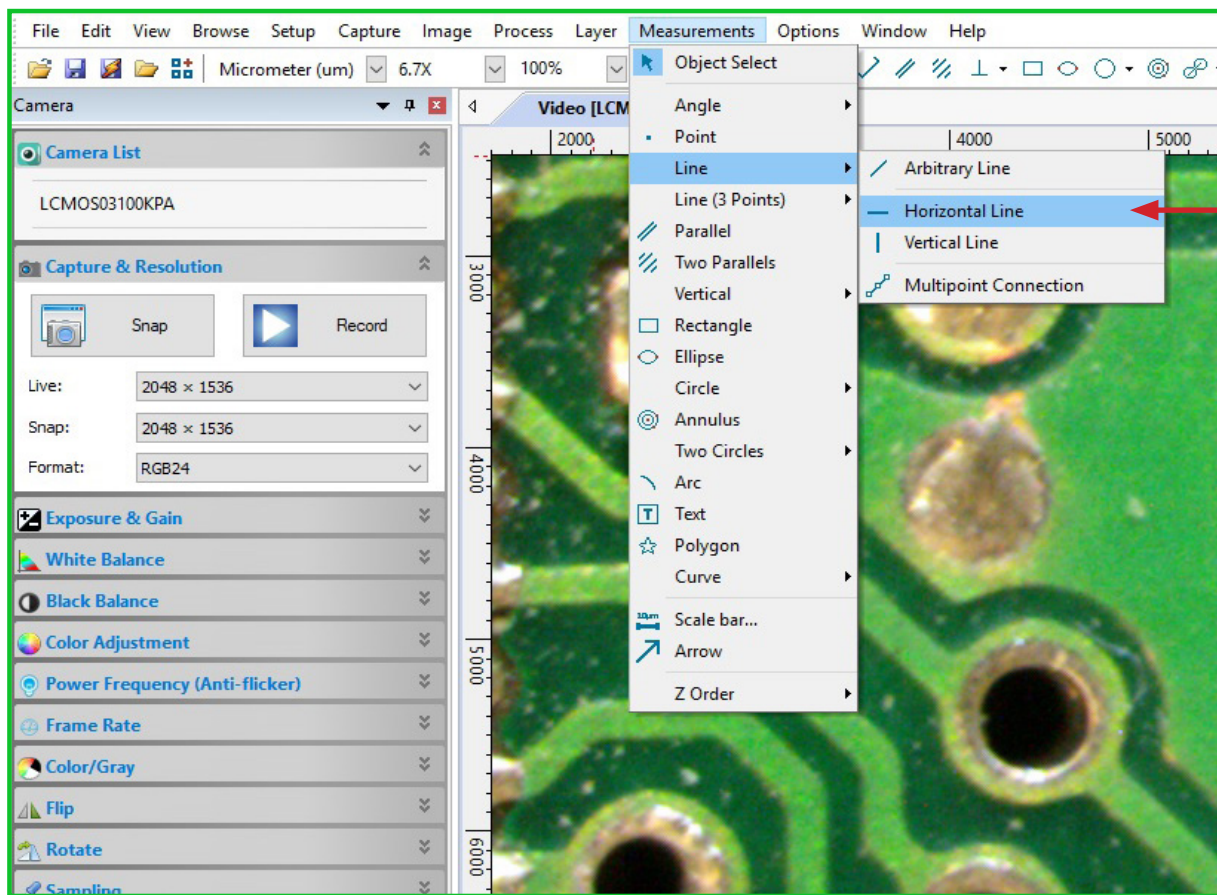 File Edit View Browse Setup Capture Image Process Layer Measurements Options Window Help
Micrometer (um) 6.7X 100%
Camera
Camera List
LCMOS03100KPA
Capture & Resolution
Snap Record
Live: 2048 × 1536
Snap: 2048 × 1536
Format: RGB24
Exposure & Gain
White Balance
Black Balance
Color Adjustment
Power Frequency (Anti-flicker)
Frame Rate
Color/Gray
Flip
Rotate
Sampling
Video [LCM
2000 4000 5000
3000
4000
5000
6000
Object Select
Angle
Point
Line
Line (3 Points)
Parallel
Two Parallels
Vertical
Rectangle
Ellipse
Circle
Annulus
Two Circles
Arc
T Text
Polygon
Curve
10μm Scale bar...
Arrow
Z Order
Arbitrary Line
Horizontal Line
Vertical Line
Multipoint Connection